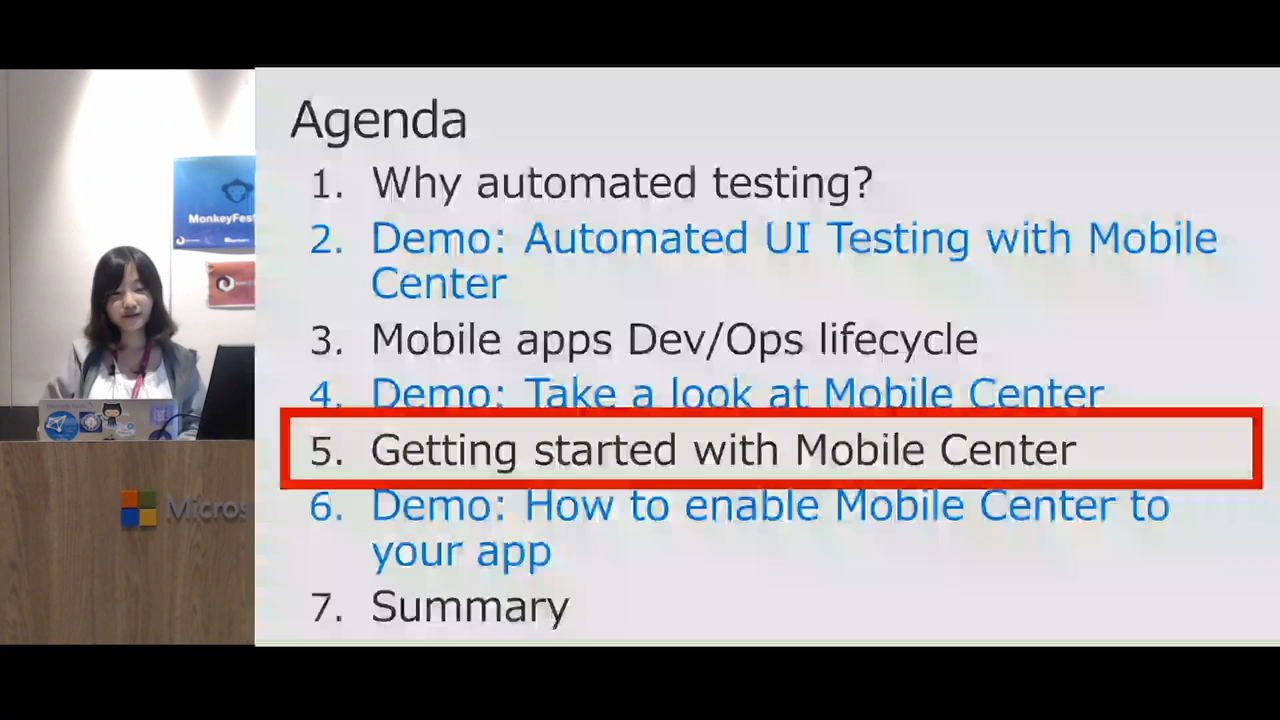 Agenda
1. Why automated testing?
2. Demo: Automated UI Testing with Mobile
Center
3. Mobile apps Dev/Ops lifecycle
4. Demo: Take a look at Mobile Center
5. Getting started with Mobile Center
6. Demo: How to enable Mobile Center to
your app
7. Summary
MonkeyFes
Micros